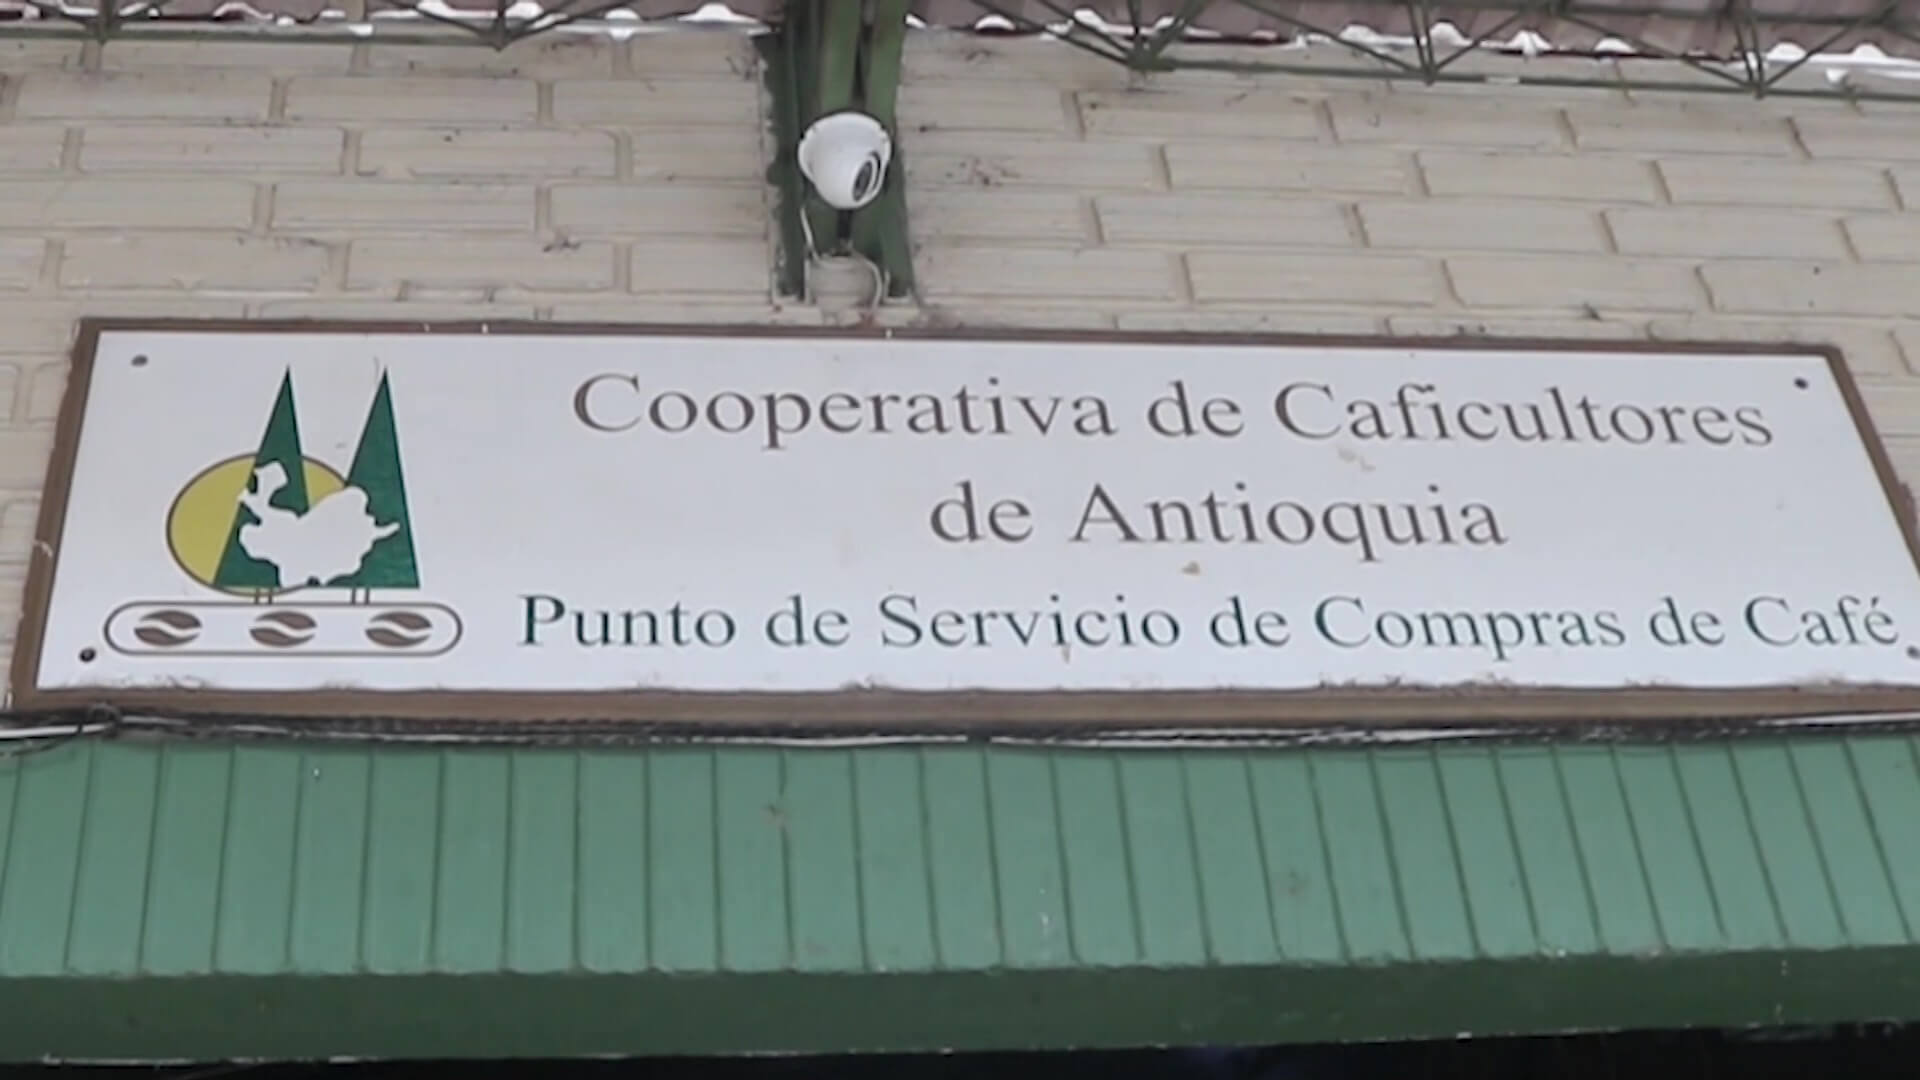 Cooperativa de Caficultores
de Antioquia
Punto de Servicio de Compras de Café